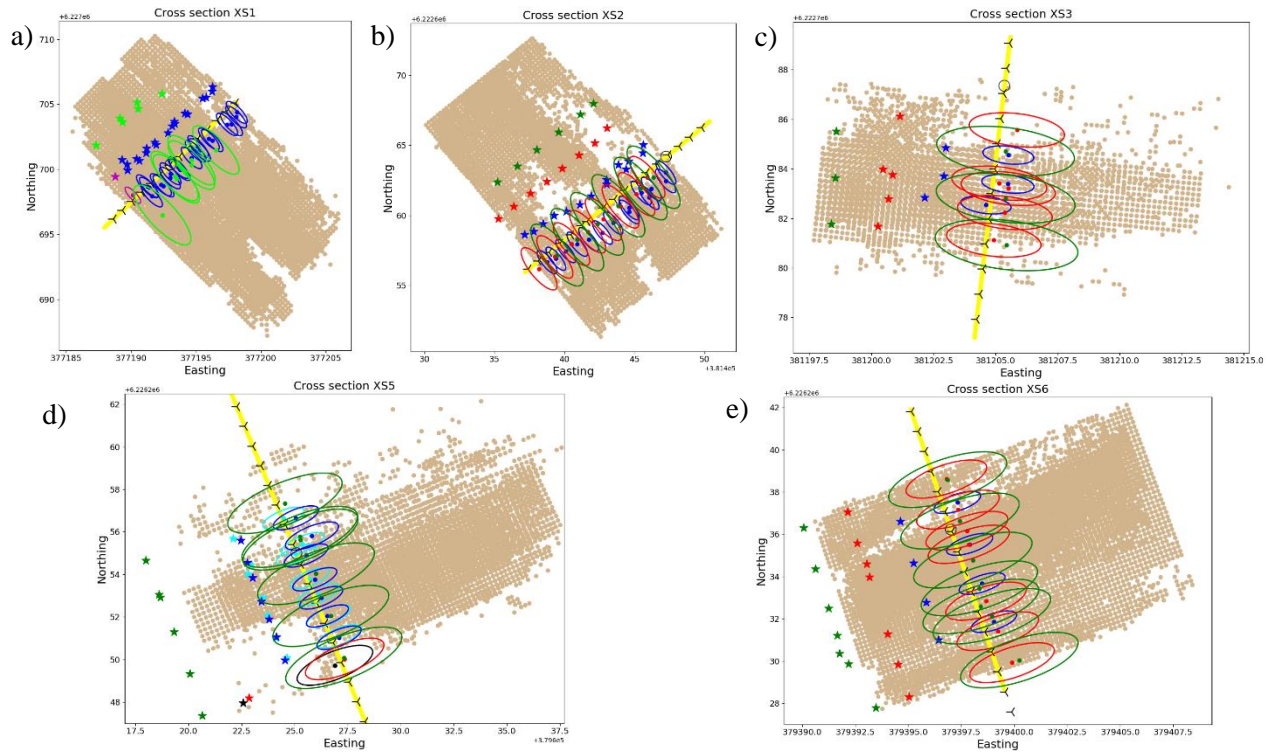 a)
Cross section XS1
+6.227e6
710
705
700
695
690
Northing
377185 377190 377195 377200 377205
Easting
b)
Cross section XS2
+6.2226e6
70
65
60
55
Northing
30 35 40 45 50
+3.814e5
Easting
c)
Cross section XS3
+6.2227e6
88
86
84
82
80
78
Northing
381197.5 381200.0 381202.5 381205.0 381207.5 381210.0 381212.5 381215.0
Easting
d)
Cross section XS5
+6.2262e6
62
60
58
56
54
52
50
48
Northing
17.5 20.0 22.5 25.0 27.5 30.0 32.5 35.0 37.5
+3.796e5
Easting
e)
Cross section XS6
+6.2262e6
42
40
38
36
34
32
30
28
Northing
379390.0 379392.5 379395.0 379397.5 379400.0 379402.5 379405.0 379407.5
Easting